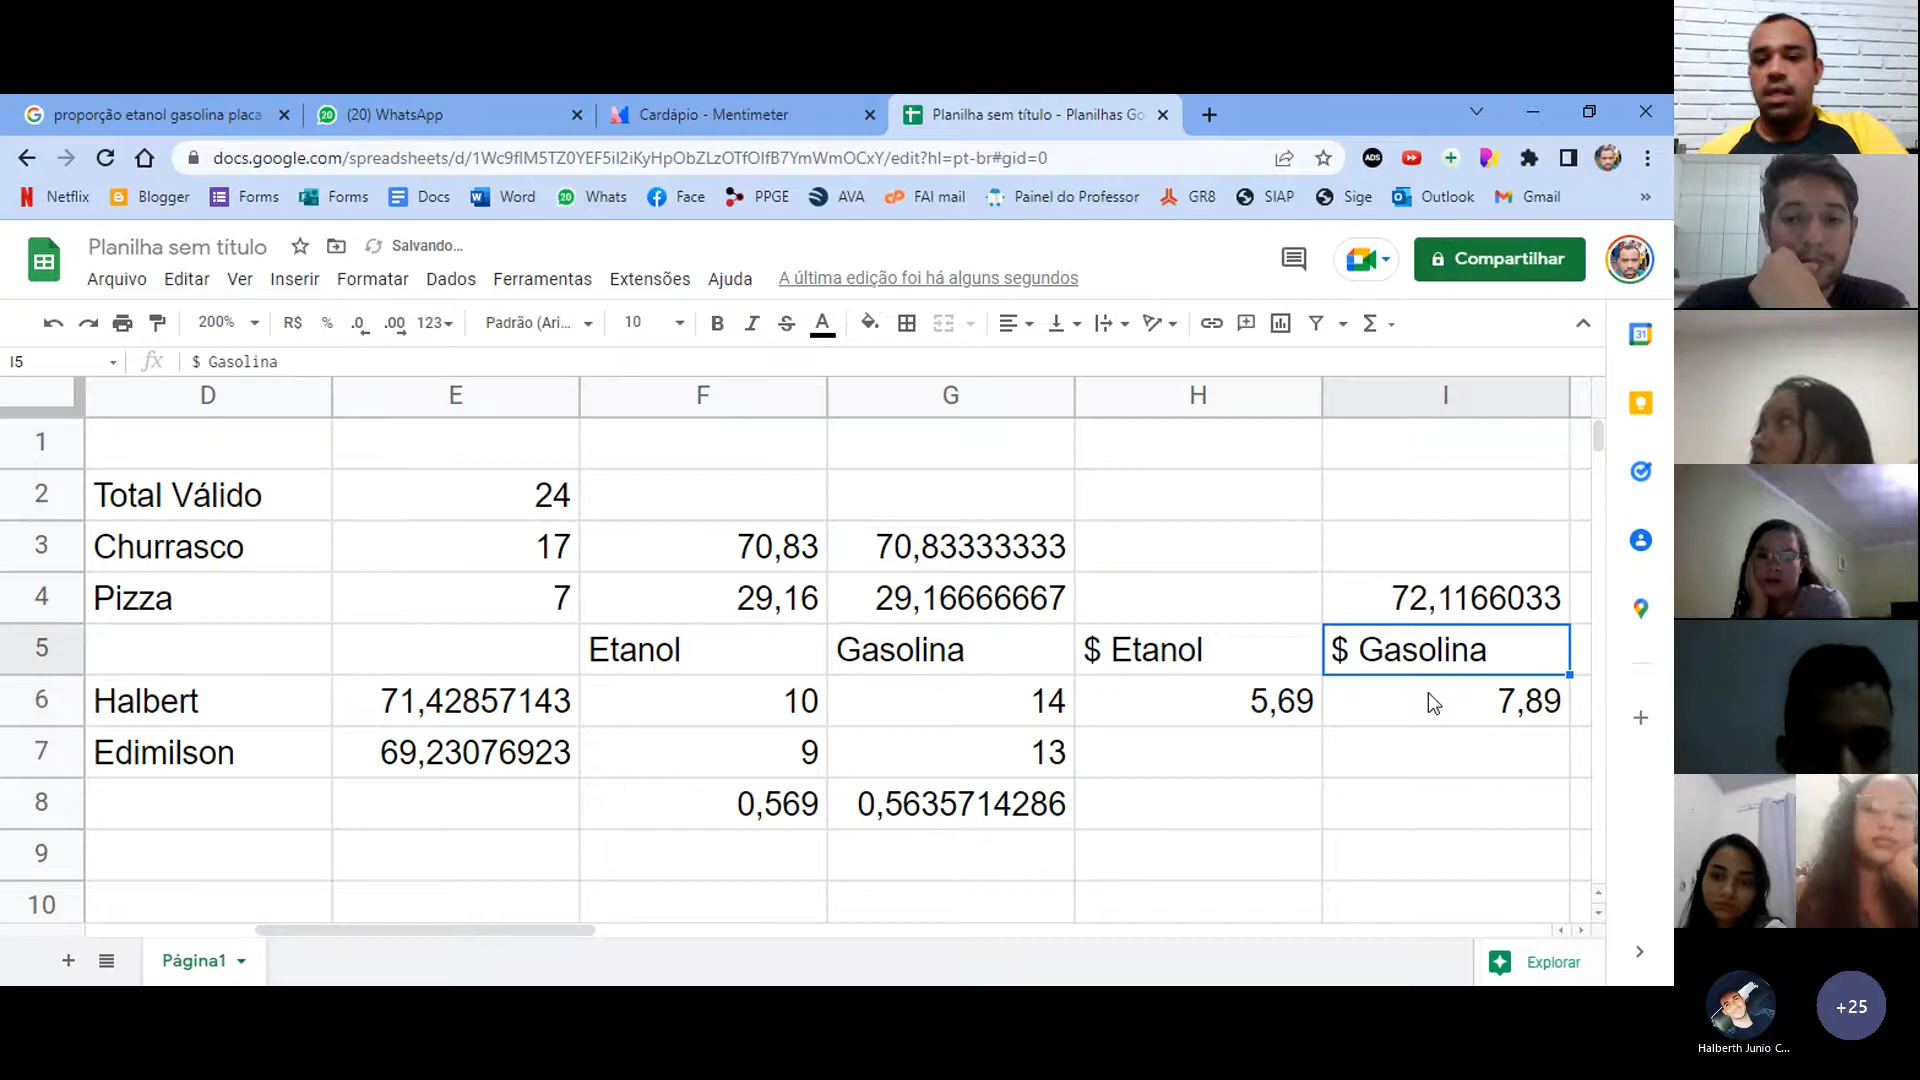 proporção etanol gasolina placa
(20) WhatsApp
Cardápio - Mentimeter
Planilha sem título - Planilhas Go
docs.google.com/spreadsheets/d/1Wc9flM5TZ0YEF5iI2iKyHpObZLzOTfOIfB7YmWmOCxY/edit?hl=pt-br#gid=0
Netflix Blogger Forms Forms Docs Word Whats Face PPGE AVA FAI mail Painel do Professor GR8 SIAP Sige Outlook Gmail »
Planilha sem título Salvando...
Compartilhar
Arquivo Editar Ver Inserir Formatar Dados Ferramentas Extensões Ajuda A última edição foi há alguns segundos
200% R$ % .0 .00 123 Padrão (Ari... 10 B I S A Σ
I5 fx $ Gasolina
D E F G H I
1
2 Total Válido 24
3 Churrasco 17 70,83 70,83333333
4 Pizza 7 29,16 29,16666667 72,1166033
5 Etanol Gasolina $ Etanol $ Gasolina
6 Halbert 71,42857143 10 14 5,69 7,89
7 Edimilson 69,23076923 9 13
8 0,569 0,5635714286
9
10
Página1
Explorar
+25
Halberth Junio C...